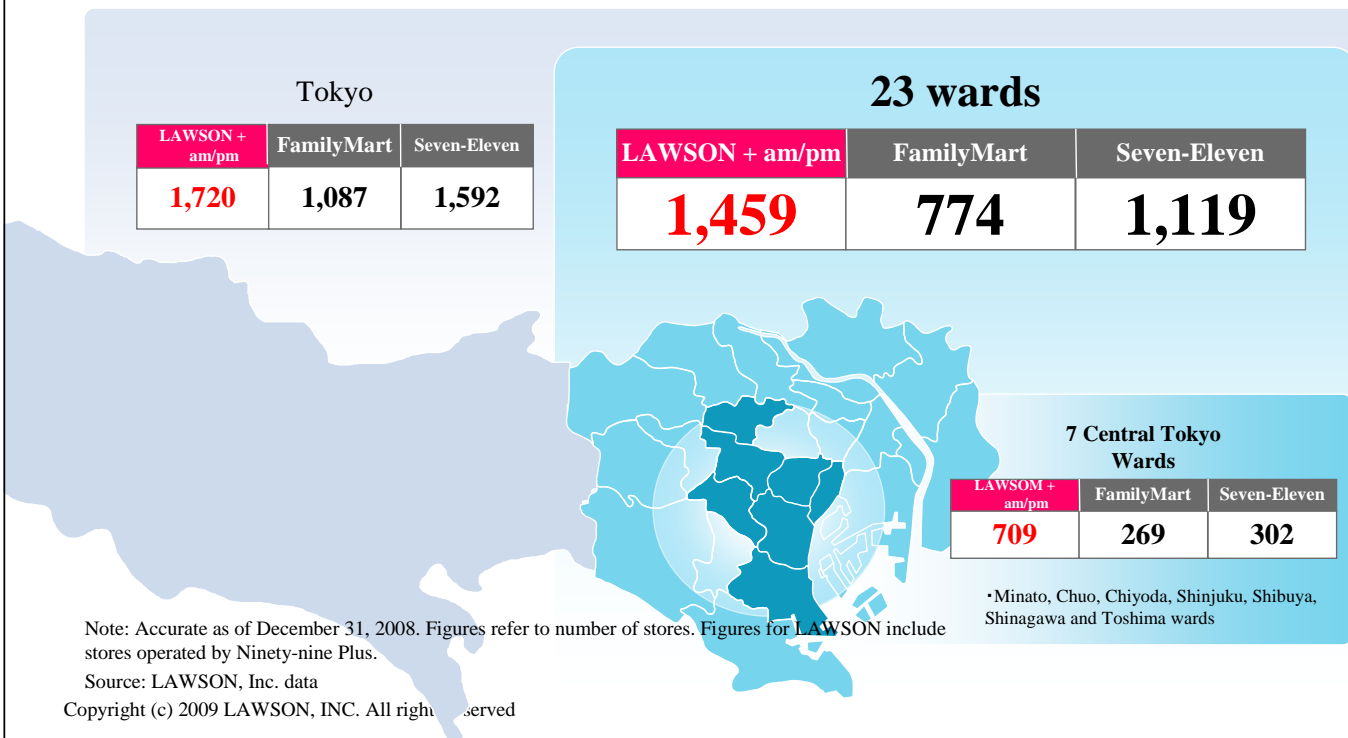 Tokyo
LAWSON +
am/pm
FamilyMart
Seven-Eleven
1,720
1,087
1,592
23 wards
LAWSON + am/pm
FamilyMart
Seven-Eleven
1,459
774
1,119
7 Central Tokyo
Wards
LAWSOM +
am/pm
FamilyMart
Seven-Eleven
709
269
302
・Minato, Chuo, Chiyoda, Shinjuku, Shibuya,
Shinagawa and Toshima wards
Note: Accurate as of December 31, 2008. Figures refer to number of stores. Figures for LAWSON include
stores operated by Ninety-nine Plus.
Source: LAWSON, Inc. data
Copyright (c) 2009 LAWSON, INC. All right served